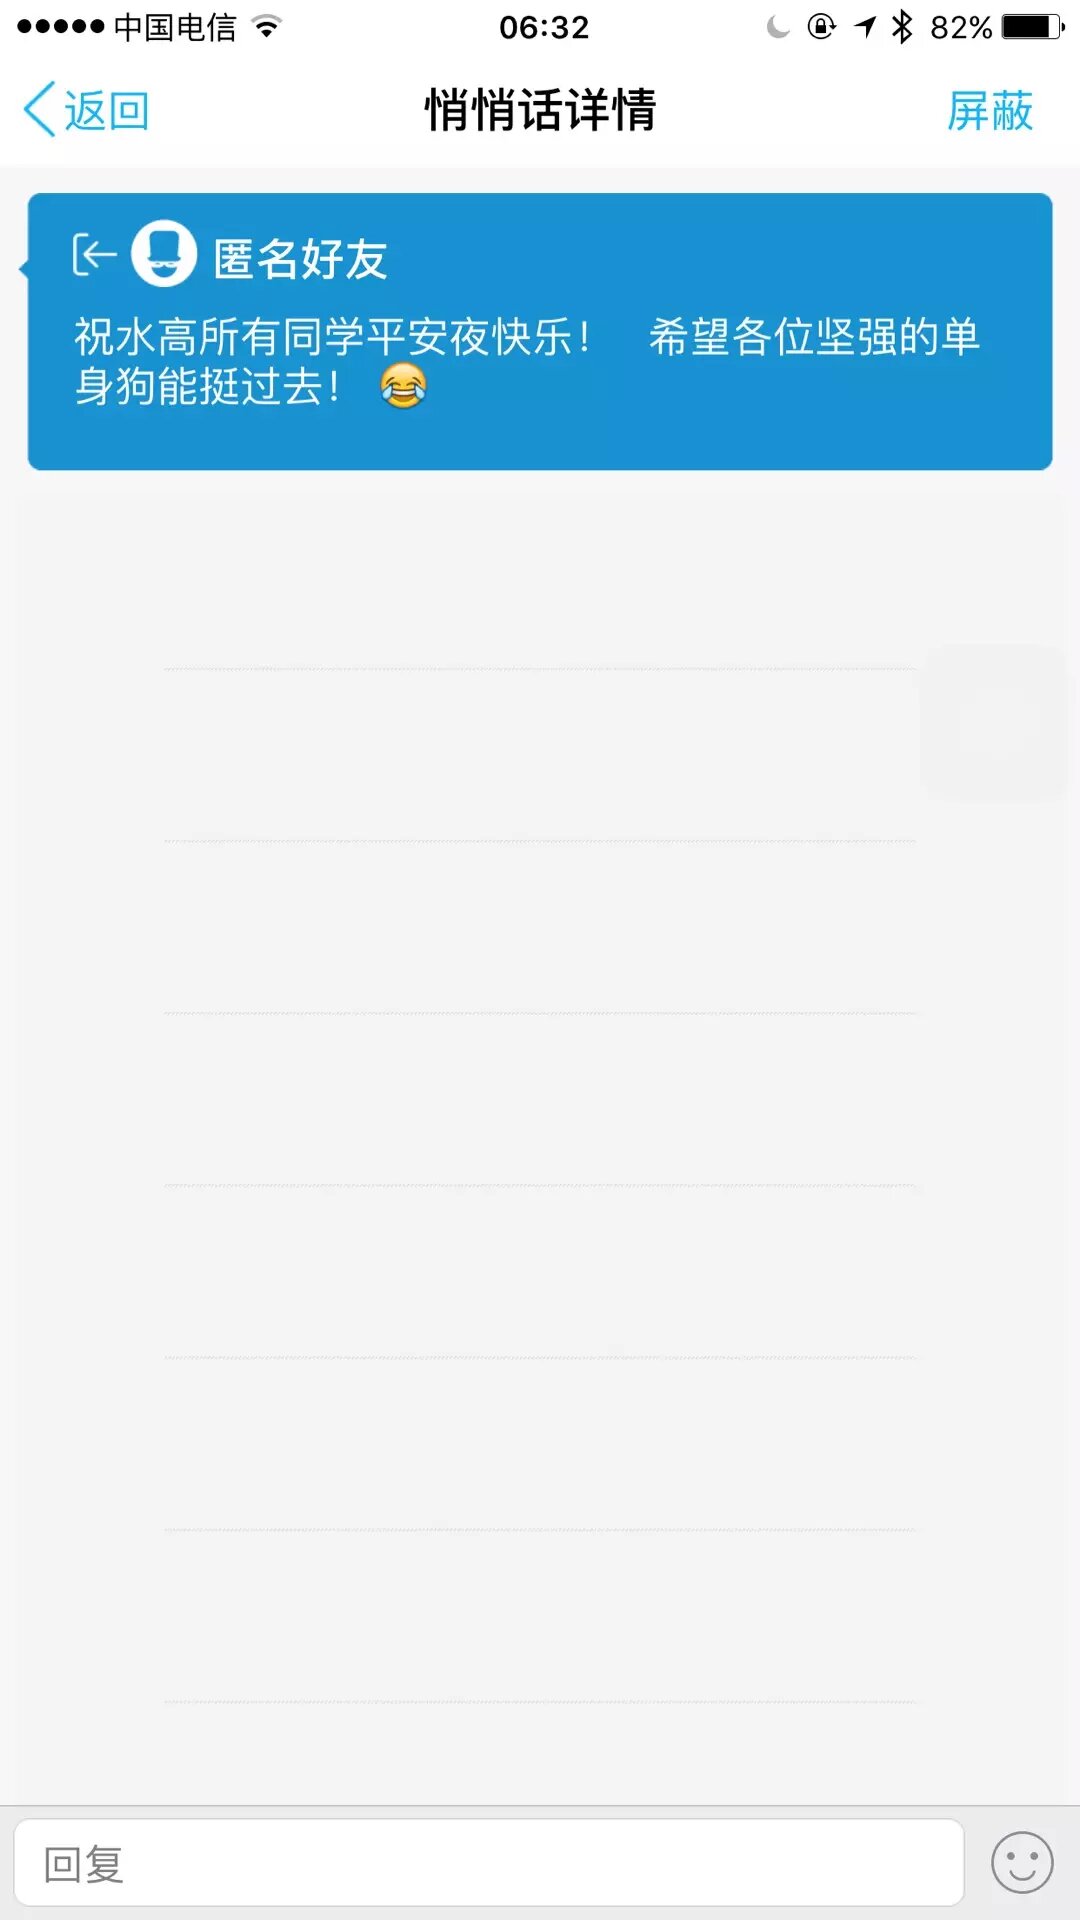 中国电信 06:32 82%
返回 悄悄话详情 屏蔽
匿名好友
祝水高所有同学平安夜快乐！ 希望各位坚强的单
身狗能挺过去！ 😂
回复